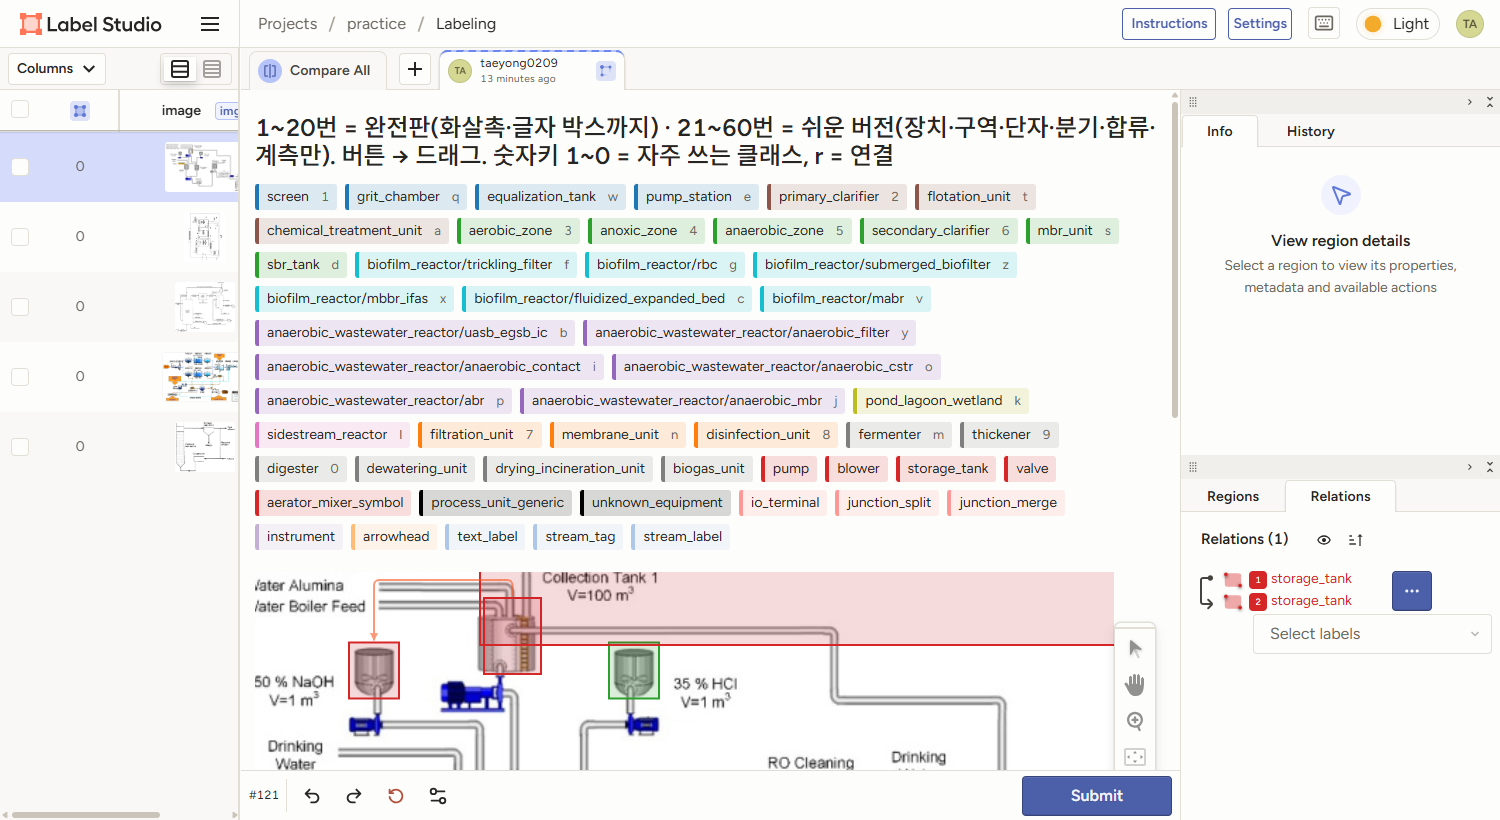 Label Studio
Projects / practice / Labeling
Instructions
Settings
Light
TA
Columns
Compare All
+
TA
taeyong0209
13 minutes ago
image
0
0
0
0
0
1~20번 = 완전판(화살촉·글자 박스까지) · 21~60번 = 쉬운 버전(장치·구역·단자·분기·합류·
계측만). 버튼 → 드래그. 숫자키 1~0 = 자주 쓰는 클래스, r = 연결
screen 1 grit_chamber q equalization_tank w pump_station e primary_clarifier 2 flotation_unit t
chemical_treatment_unit a aerobic_zone 3 anoxic_zone 4 anaerobic_zone 5 secondary_clarifier 6 mbr_unit s
sbr_tank d biofilm_reactor/trickling_filter f biofilm_reactor/rbc g biofilm_reactor/submerged_biofilter z
biofilm_reactor/mbbr_ifas x biofilm_reactor/fluidized_expanded_bed c biofilm_reactor/mabr v
anaerobic_wastewater_reactor/uasb_egsb_ic b anaerobic_wastewater_reactor/anaerobic_filter y
anaerobic_wastewater_reactor/anaerobic_contact i anaerobic_wastewater_reactor/anaerobic_cstr o
anaerobic_wastewater_reactor/abr p anaerobic_wastewater_reactor/anaerobic_mbr j pond_lagoon_wetland k
sidestream_reactor l filtration_unit 7 membrane_unit n disinfection_unit 8 fermenter m thickener 9
digester 0 dewatering_unit drying_incineration_unit biogas_unit pump blower storage_tank valve
aerator_mixer_symbol process_unit_generic unknown_equipment io_terminal junction_split junction_merge
instrument arrowhead text_label stream_tag stream_label
Collection Tank 1
V=100 m³
Water Alumina
Water Boiler Feed
50 % NaOH
V=1 m³
35 % HCl
V=1 m³
Drinking
Water
RO Cleaning
Drinking
#121
Submit
Info
History
View region details
Select a region to view its properties,
metadata and available actions
Regions
Relations
Relations (1)
1 storage_tank
2 storage_tank
Select labels